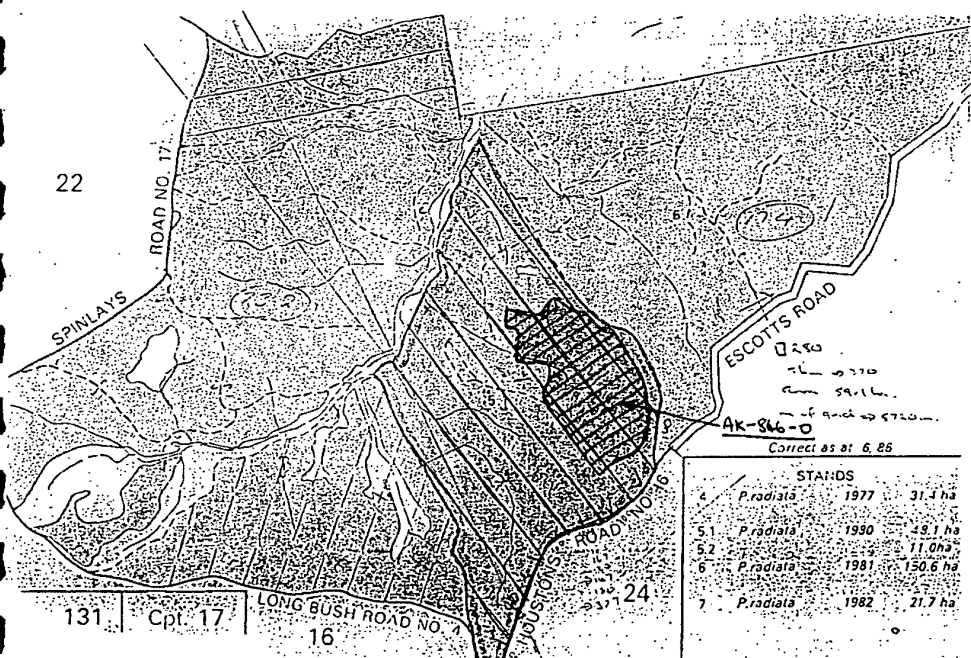 22
ROAD NO. 17
SPINLAYS
6
ESCOTTS ROAD
AK-866-0
Correct as at 6, 86
STANDS
4 P.radiata 1977 31.4 ha
5.1 P.radiata 1980 48.1 ha
5.2 11.0ha
6 P.radiata 1981 150.6 ha
7 P.radiata 1982 21.7 ha
HOUSTONS ROAD NO 16
24
LONG BUSH ROAD NO. 4
131
Cpt. 17
16